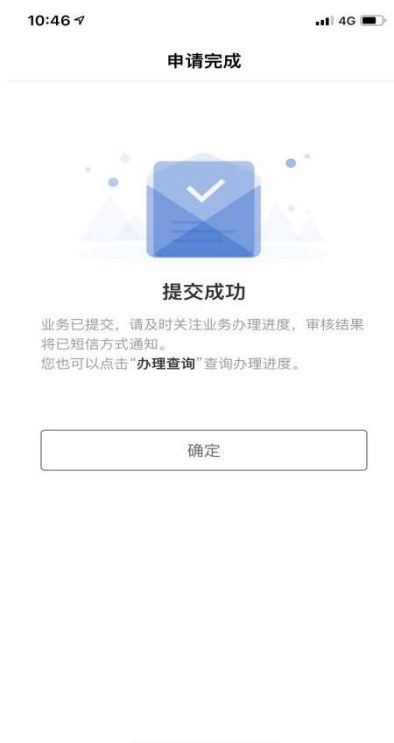 10:46
4G
申请完成
提交成功
业务已提交，请及时关注业务办理进度，审核结果
将已短信方式通知。
您也可以点击“办理查询”查询办理进度。
确定